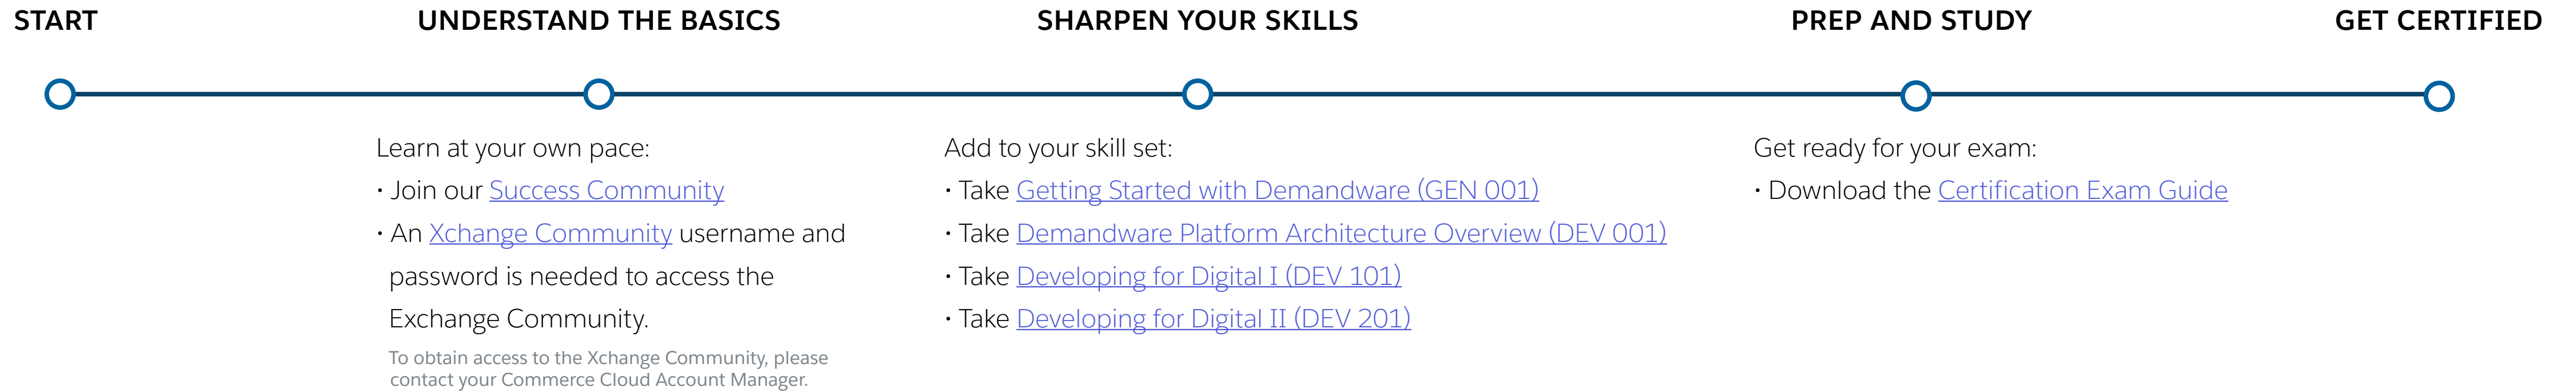 START
UNDERSTAND THE BASICS
SHARPEN YOUR SKILLS
PREP AND STUDY
GET CERTIFIED
Learn at your own pace:
• Join our Success Community
• An Xchange Community username and
password is needed to access the
Exchange Community.
To obtain access to the Xchange Community, please
contact your Commerce Cloud Account Manager.
Add to your skill set:
• Take Getting Started with Demandware (GEN 001)
• Take Demandware Platform Architecture Overview (DEV 001)
• Take Developing for Digital I (DEV 101)
• Take Developing for Digital II (DEV 201)
Get ready for your exam:
• Download the Certification Exam Guide